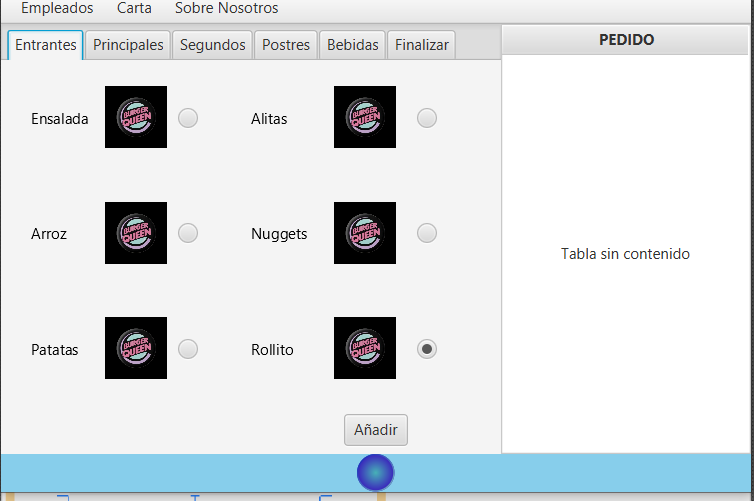 Empleados Carta Sobre Nosotros
Entrantes Principales Segundos Postres Bebidas Finalizar
PEDIDO
Ensalada BURGER QUEEN Alitas BURGER QUEEN
Arroz BURGER QUEEN Nuggets BURGER QUEEN
Tabla sin contenido
Patatas BURGER QUEEN Rollito BURGER QUEEN
Añadir